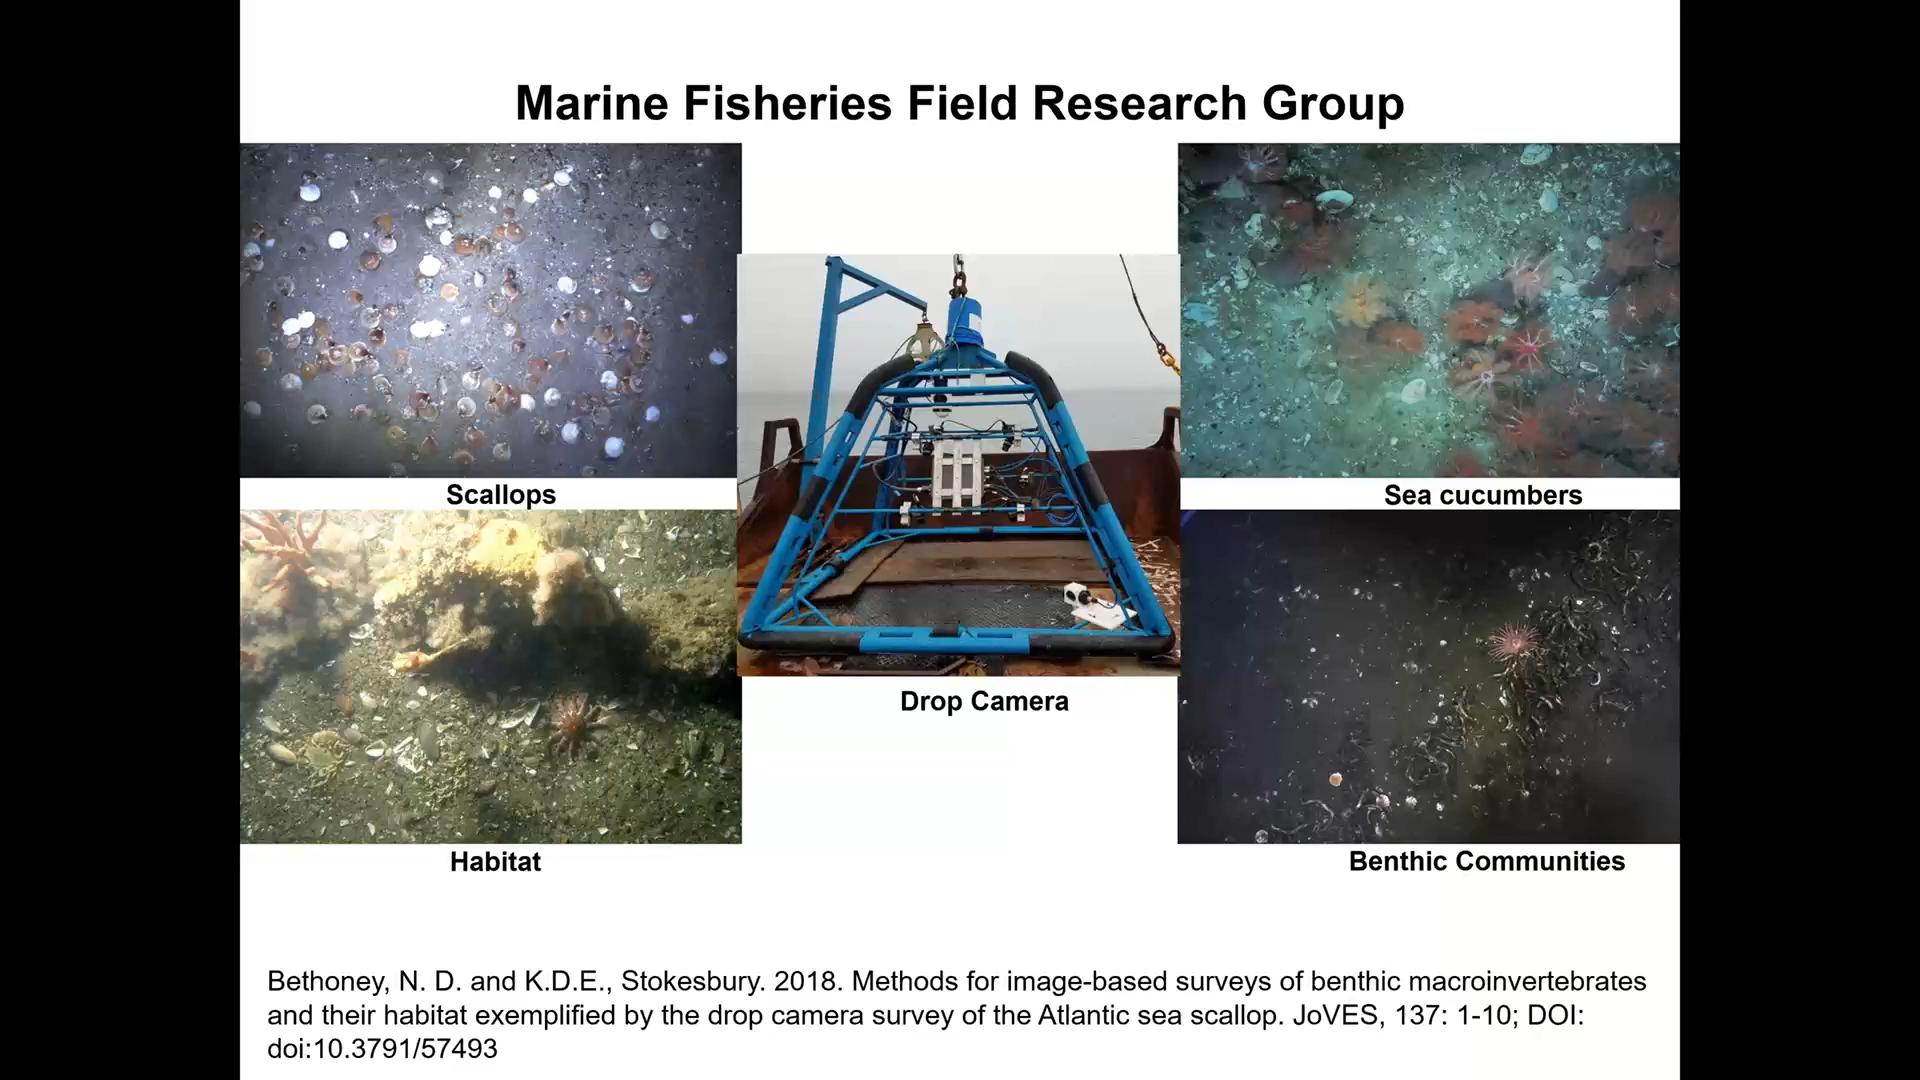 Marine Fisheries Field Research Group
Scallops
Sea cucumbers
Drop Camera
Habitat
Benthic Communities
Bethoney, N. D. and K.D.E., Stokesbury. 2018. Methods for image-based surveys of benthic macroinvertebrates
and their habitat exemplified by the drop camera survey of the Atlantic sea scallop. JoVES, 137: 1-10; DOI:
doi:10.3791/57493